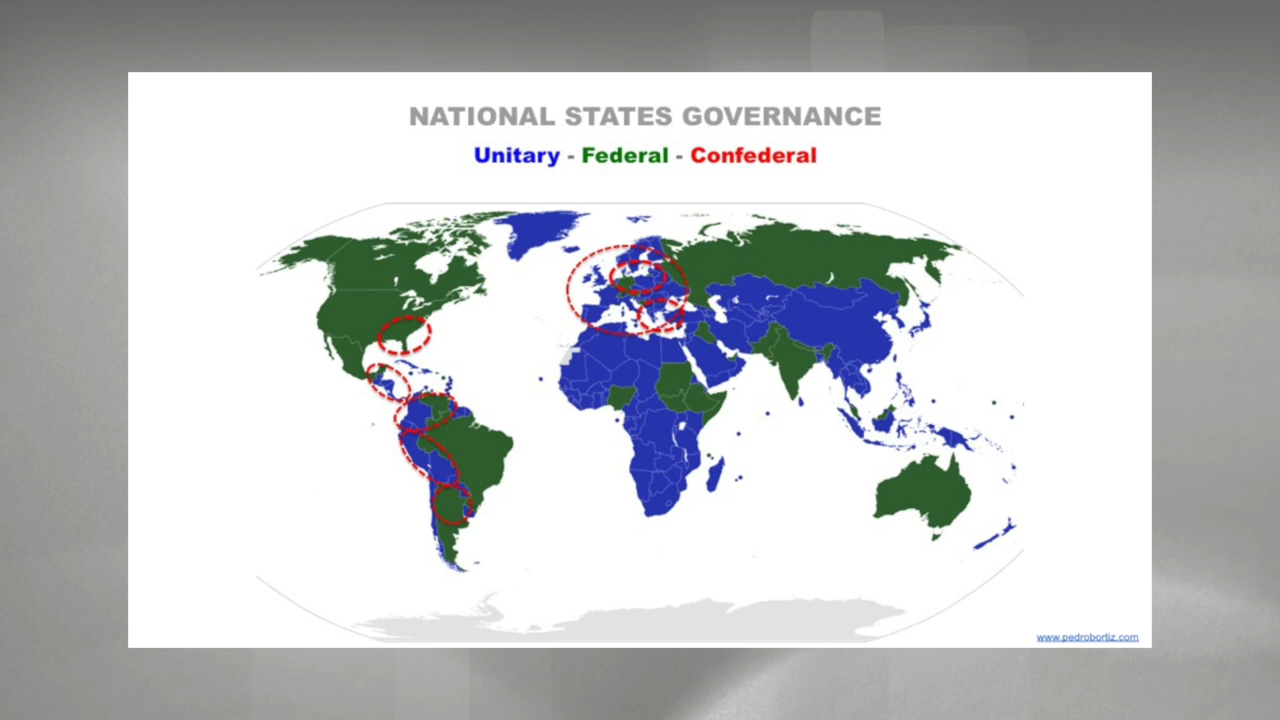 NATIONAL STATES GOVERNANCE
Unitary - Federal - Confederal
www.pedrobortiz.com